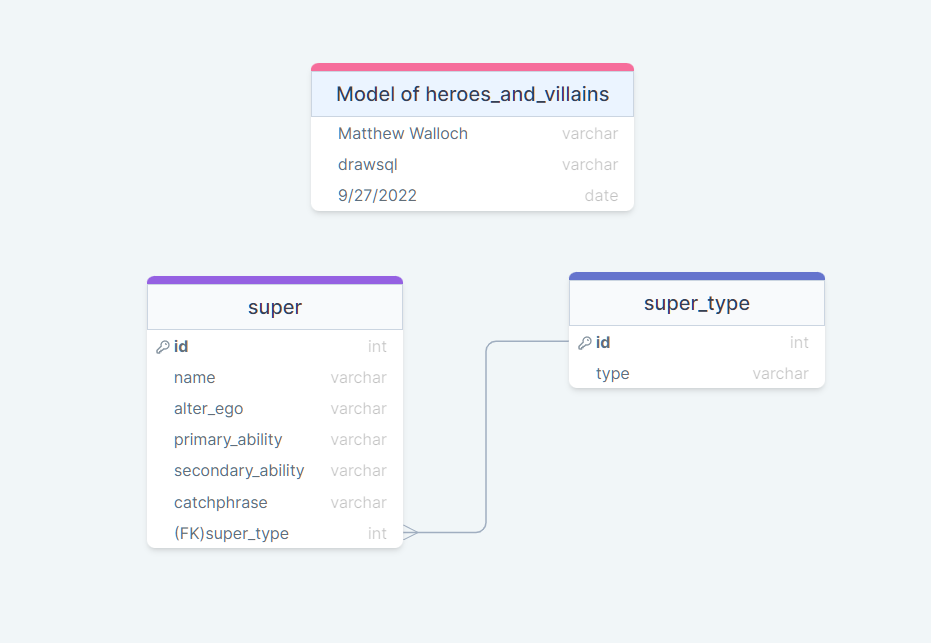 Model of heroes_and_villains
Matthew Walloch varchar
drawsql varchar
9/27/2022 date
super
id int
name varchar
alter_ego varchar
primary_ability varchar
secondary_ability varchar
catchphrase varchar
(FK)super_type int
super_type
id int
type varchar